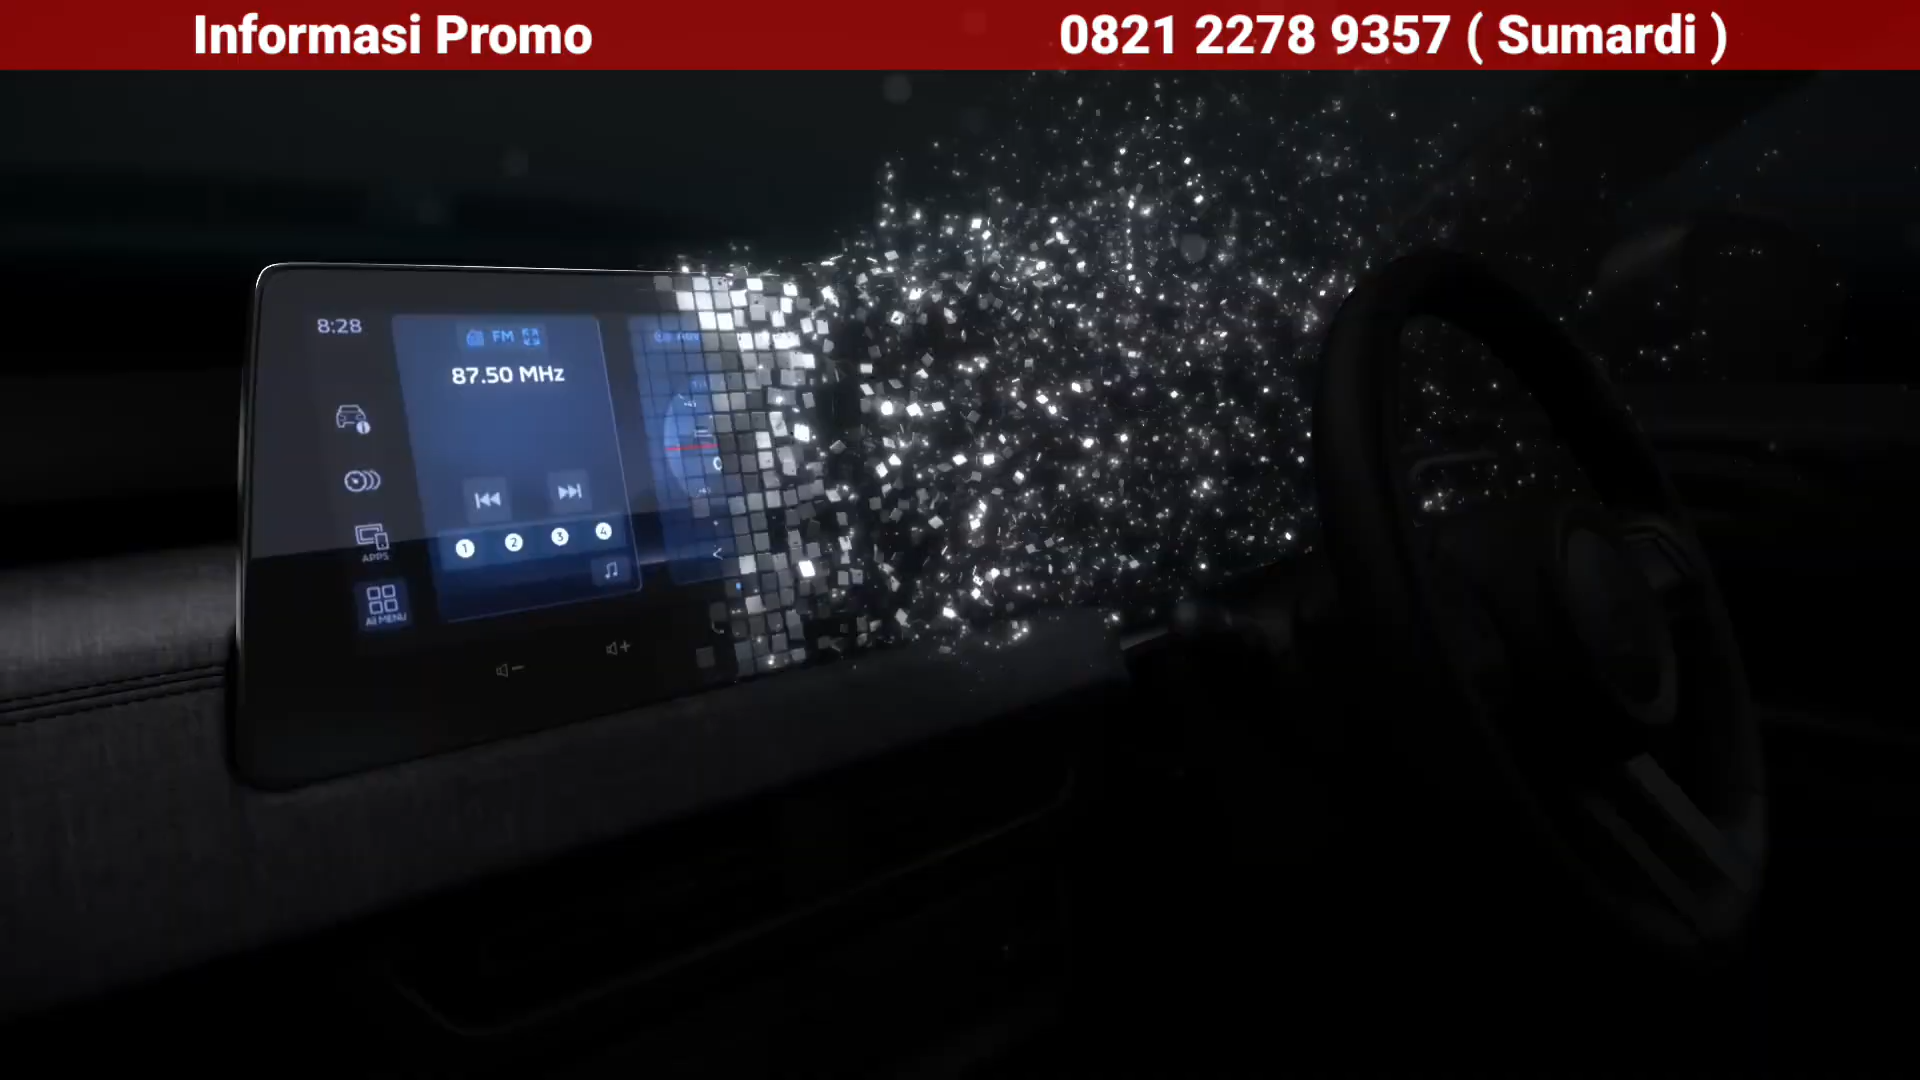 Informasi Promo
0821 2278 9357 ( Sumardi )
8:28
FM
87.50 MHz
1 2 3 4
APPS
All MENU